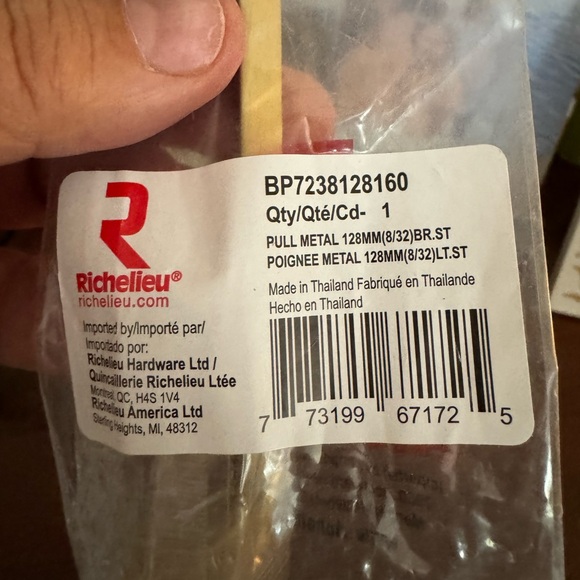 R
Richelieu®
richelieu.com
Imported by/Importé par/
Importado por:
Richelieu Hardware Ltd /
Quincaillerie Richelieu Ltée
Montreal, QC, H4S 1V4
Richelieu America Ltd
Sterling Heights, MI, 48312
BP7238128160
Qty/Qté/Cd- 1
PULL METAL 128MM(8/32)BR.ST
POIGNEE METAL 128MM(8/32)LT.ST
Made in Thailand Fabriqué en Thailande
Hecho en Thailand
7 73199 67172 5